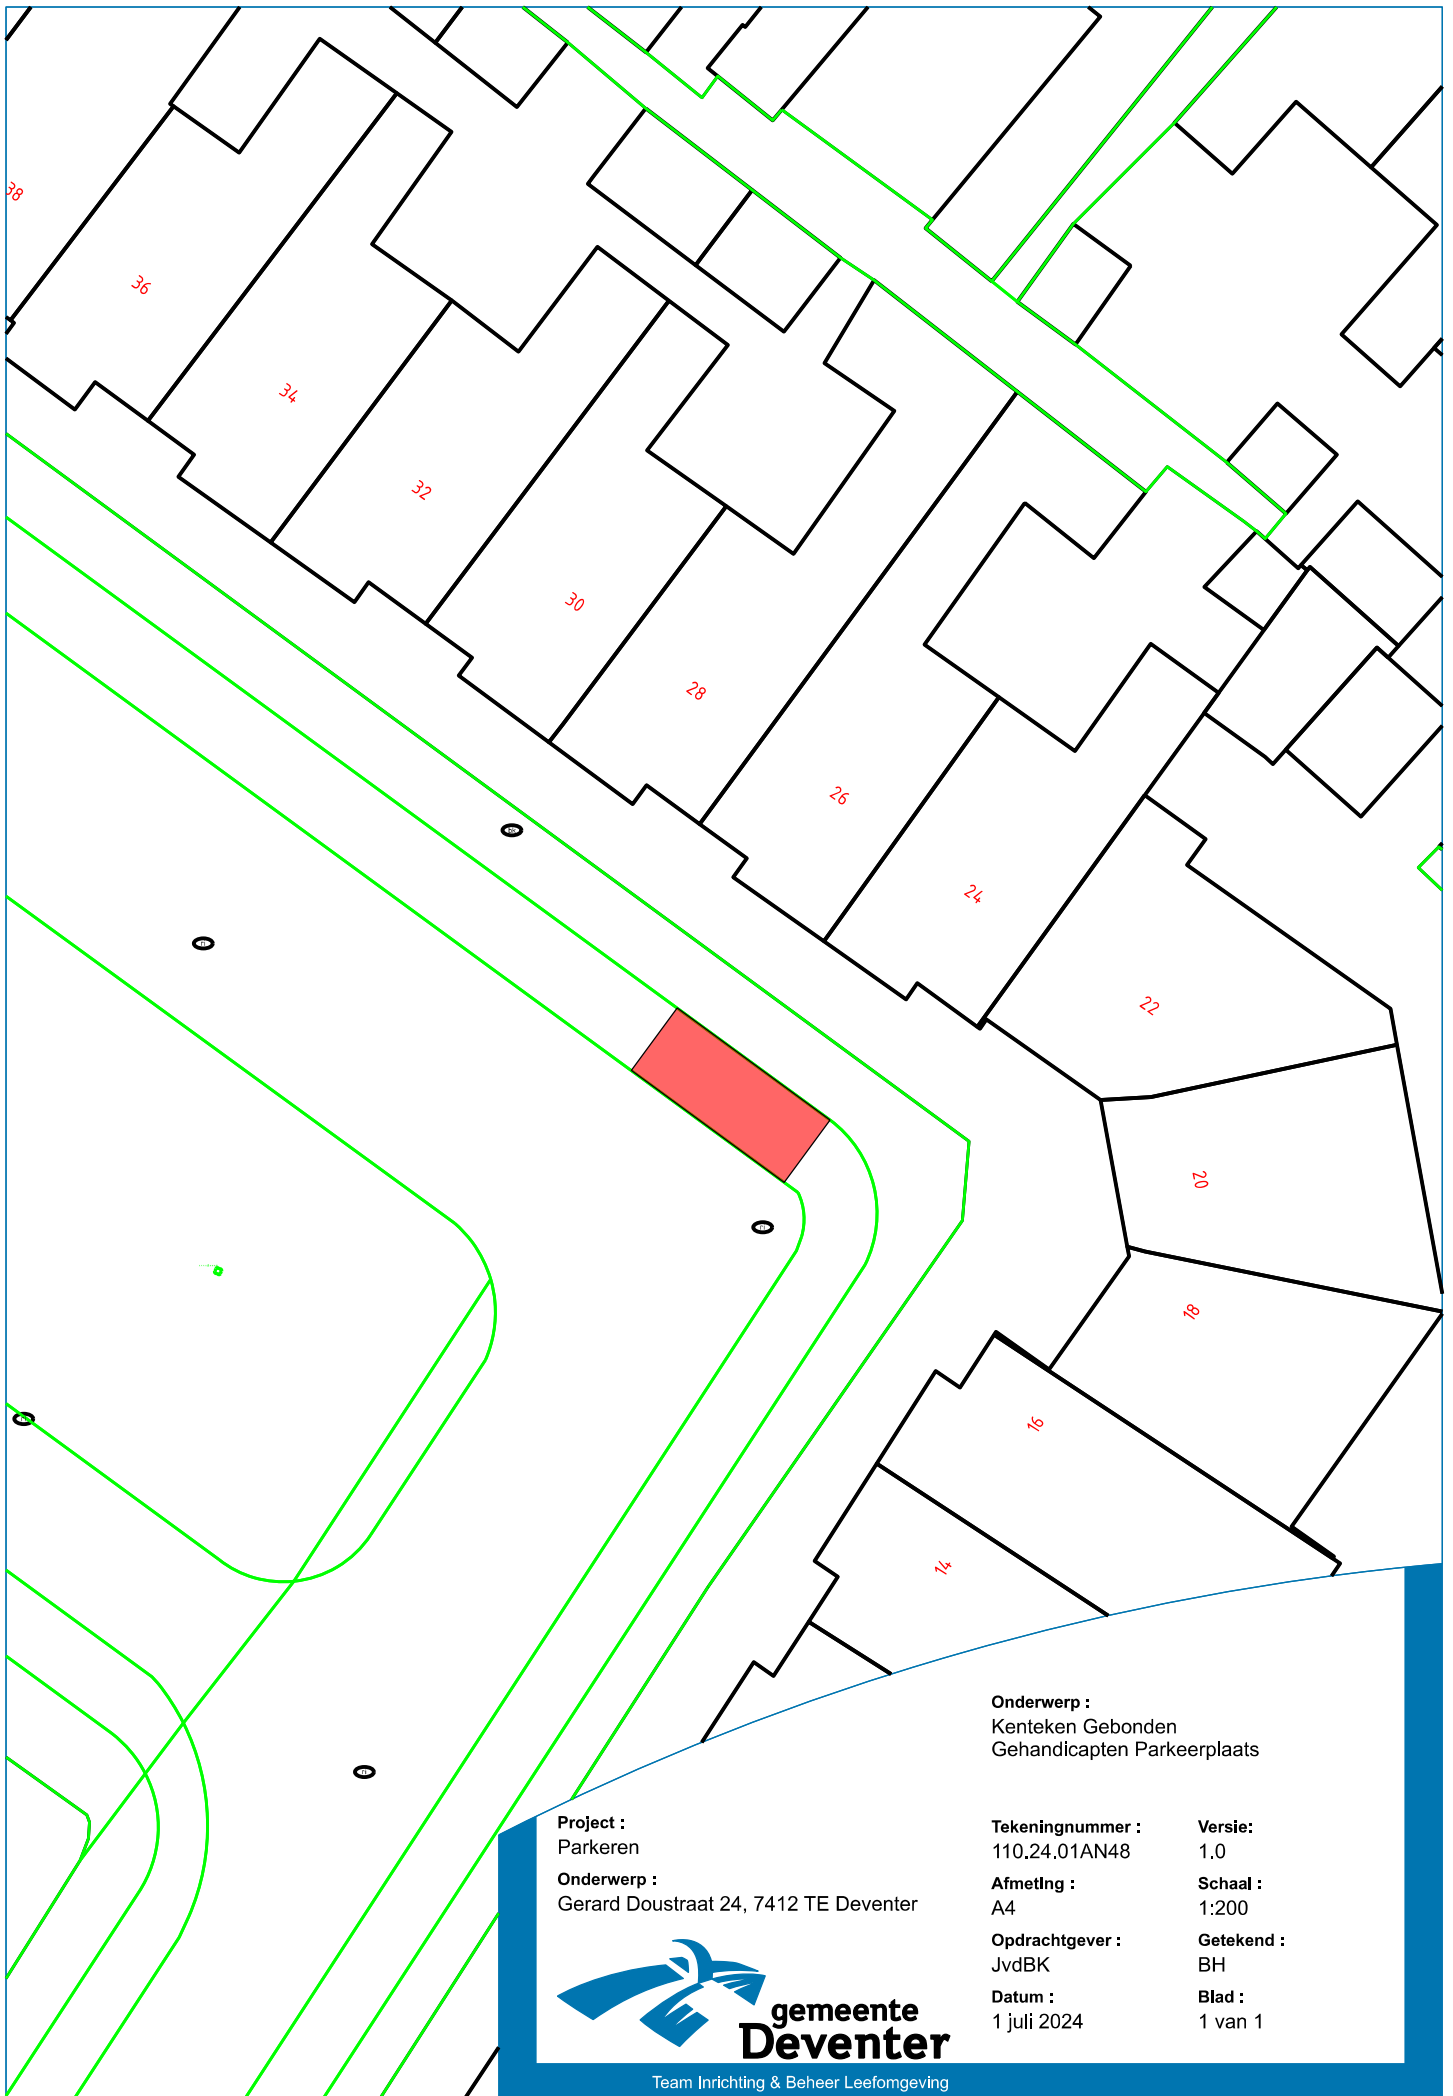 38
36
34
32
30
28
26
24
22
20
18
16
14
Onderwerp :
Kenteken Gebonden
Gehandicapten Parkeerplaats
Project :
Parkeren
Onderwerp :
Gerard Doustraat 24, 7412 TE Deventer
Tekeningnummer : Versie:
110.24.01AN48 1.0
Afmeting : Schaal :
A4 1:200
Opdrachtgever : Getekend :
JvdBK BH
Datum : Blad :
1 juli 2024 1 van 1
gemeente
Deventer
Team Inrichting & Beheer Leefomgeving